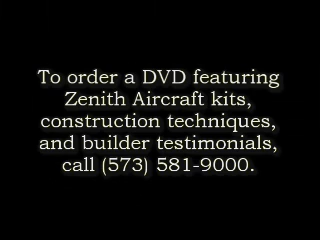 To order a DVD featuring
Zenith Aircraft kits,
construction techniques,
and builder testimonials,
call (573) 581-9000.